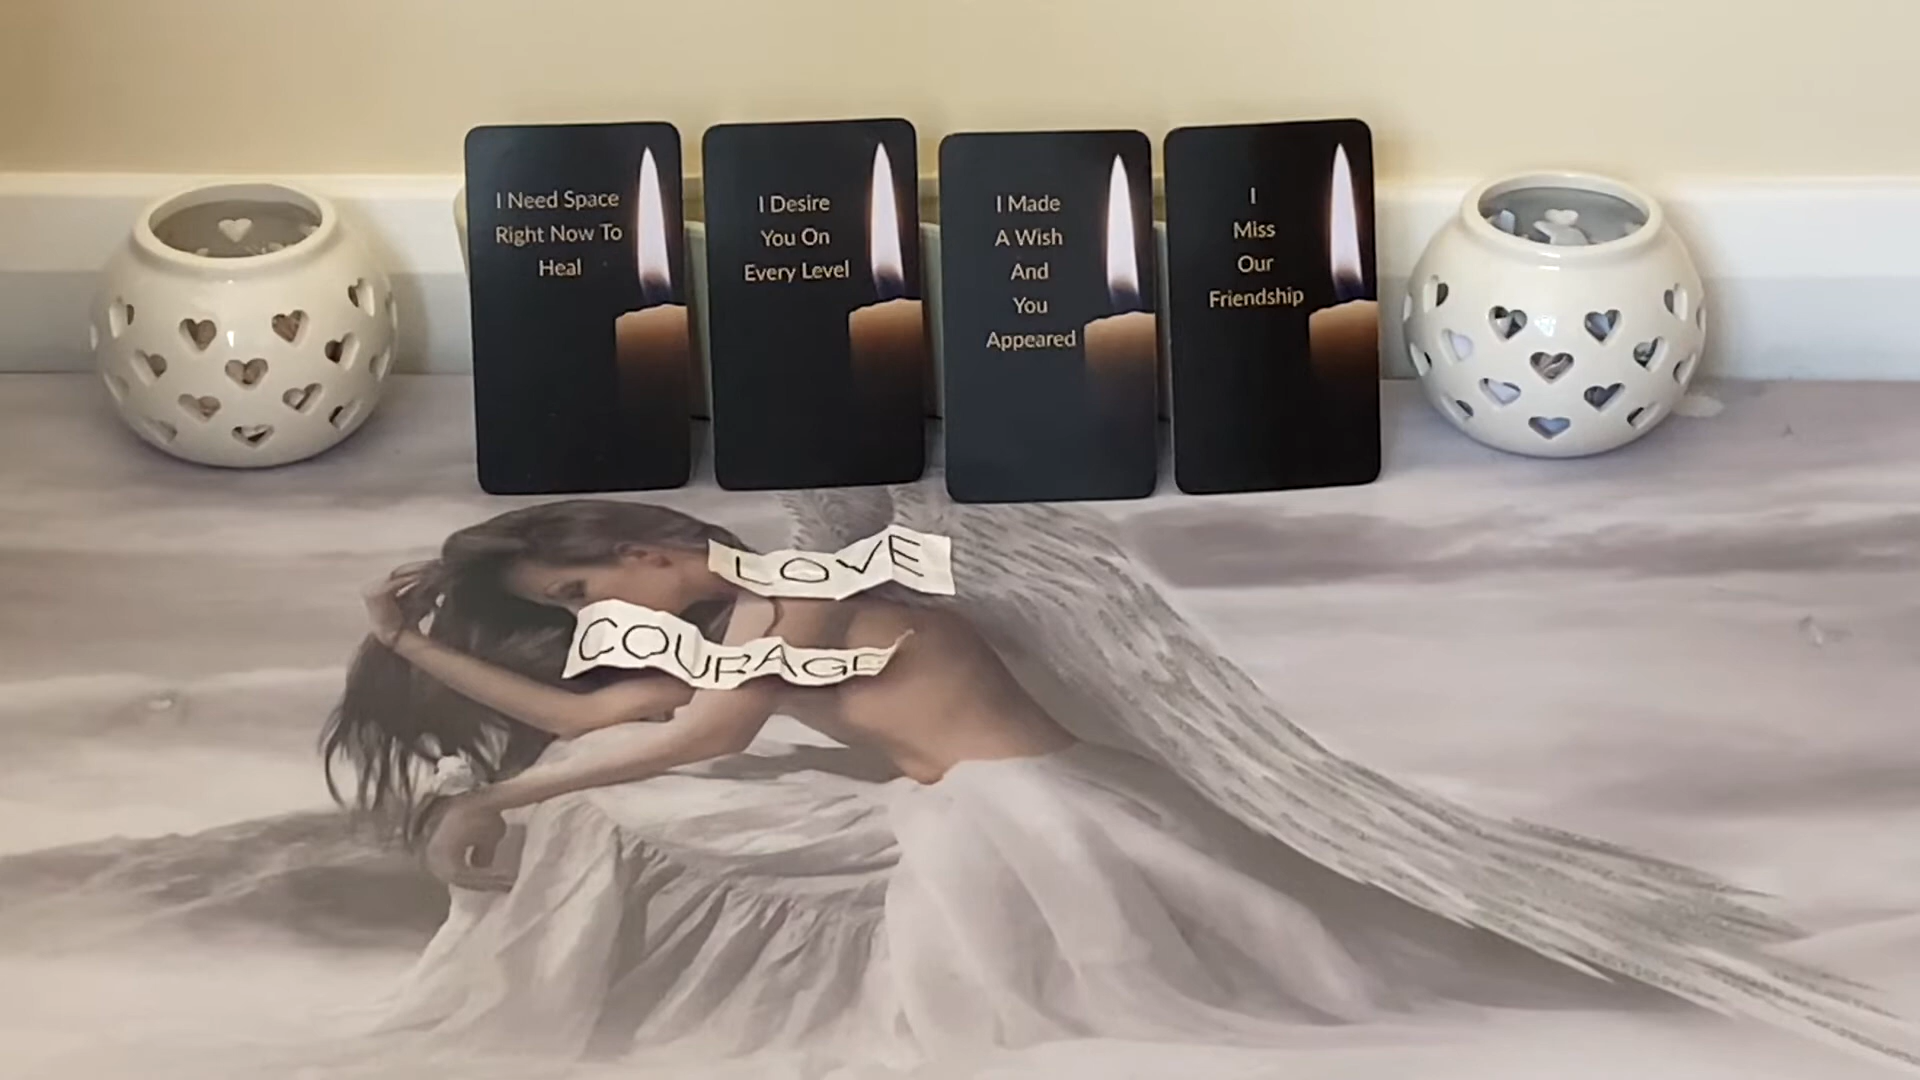 I Need Space
Right Now To
Heal
I Desire
You On
Every Level
I Made
A Wish
And
You
Appeared
I
Miss
Our
Friendship
LOVE
COURAGE